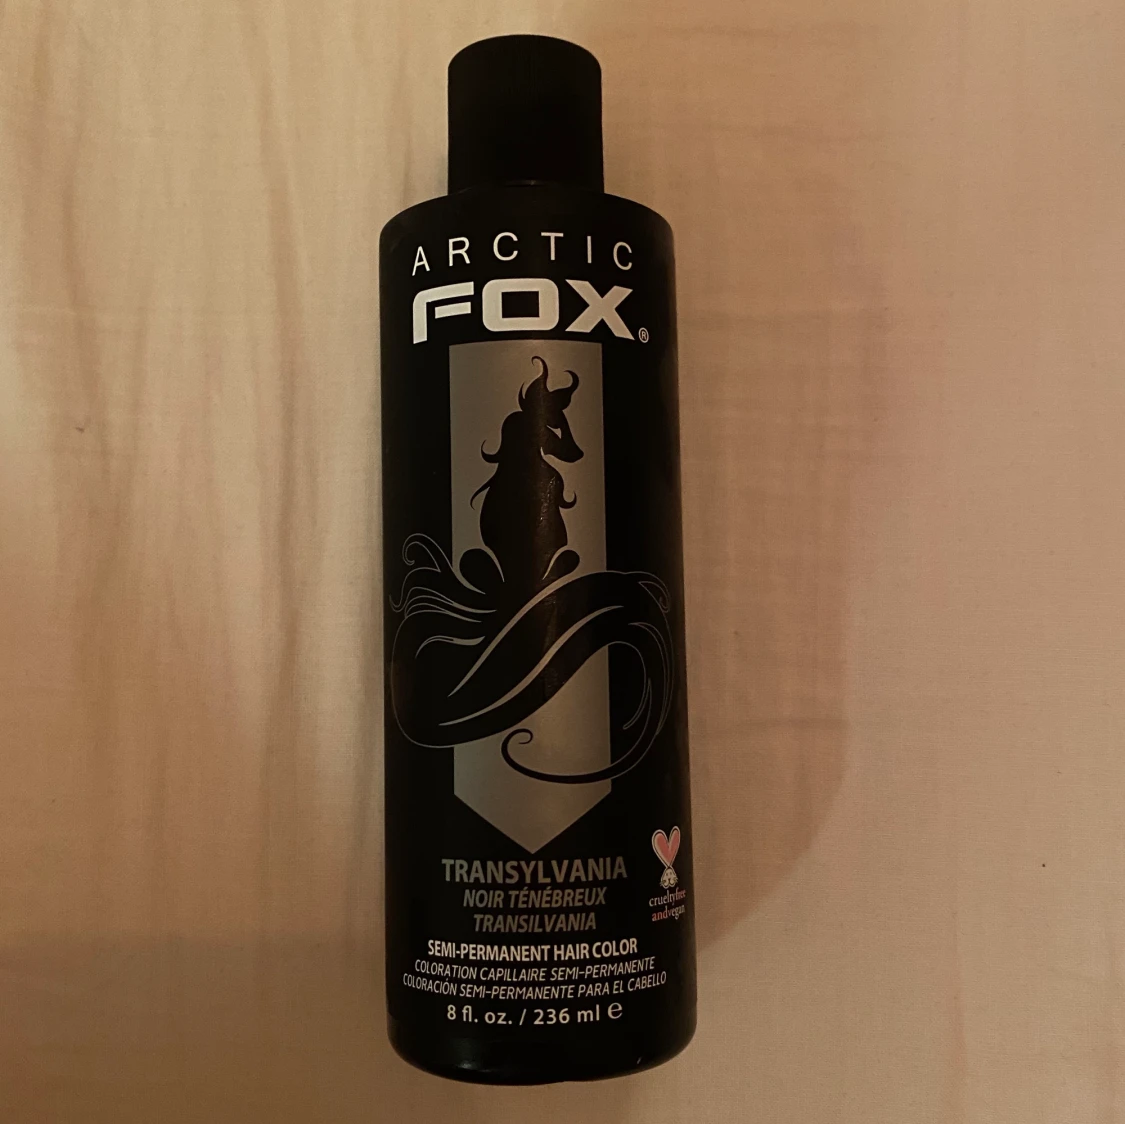 ARCTIC
FOX®
TRANSYLVANIA
NOIR TÉNÉBREUX
TRANSILVANIA
crueltyfree
andvegan
SEMI-PERMANENT HAIR COLOR
COLORATION CAPILLAIRE SEMI-PERMANENTE
COLORACIÓN SEMI-PERMANENTE PARA EL CABELLO
8 fl. oz. / 236 ml ℮